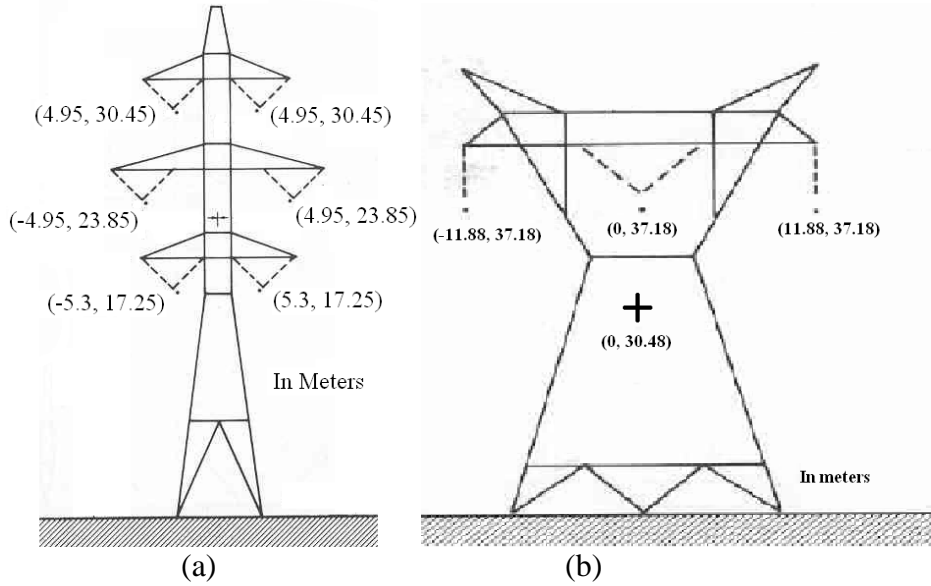 (4.95, 30.45)
(4.95, 30.45)
(-4.95, 23.85)
(4.95, 23.85)
(-5.3, 17.25)
(5.3, 17.25)
In Meters
(a)
(-11.88, 37.18)
(0, 37.18)
(11.88, 37.18)
(0, 30.48)
In meters
(b)